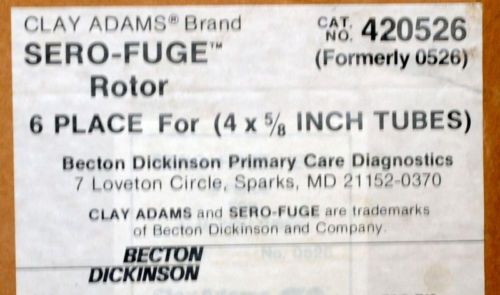 CLAY ADAMS® Brand
CAT. NO. 420526
SERO-FUGE™
(Formerly 0526)
Rotor
6 PLACE For (4 x 5/8 INCH TUBES)
Becton Dickinson Primary Care Diagnostics
7 Loveton Circle, Sparks, MD 21152-0370
CLAY ADAMS and SERO-FUGE are trademarks
of Becton Dickinson and Company.
BECTON
DICKINSON